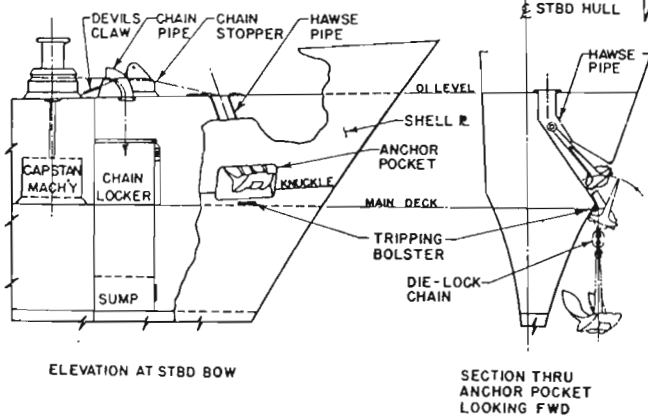 ℄ STBD HULL
DEVILS
CLAW
CHAIN
PIPE
CHAIN
STOPPER
HAWSE
PIPE
HAWSE
PIPE
01 LEVEL
SHELL ℞
ANCHOR
POCKET
CAPSTAN
MACH'Y
CHAIN
LOCKER
KNUCKLE
MAIN DECK
TRIPPING
BOLSTER
DIE-LOCK
CHAIN
SUMP
ELEVATION AT STBD BOW
SECTION THRU
ANCHOR POCKET
LOOKING FWD